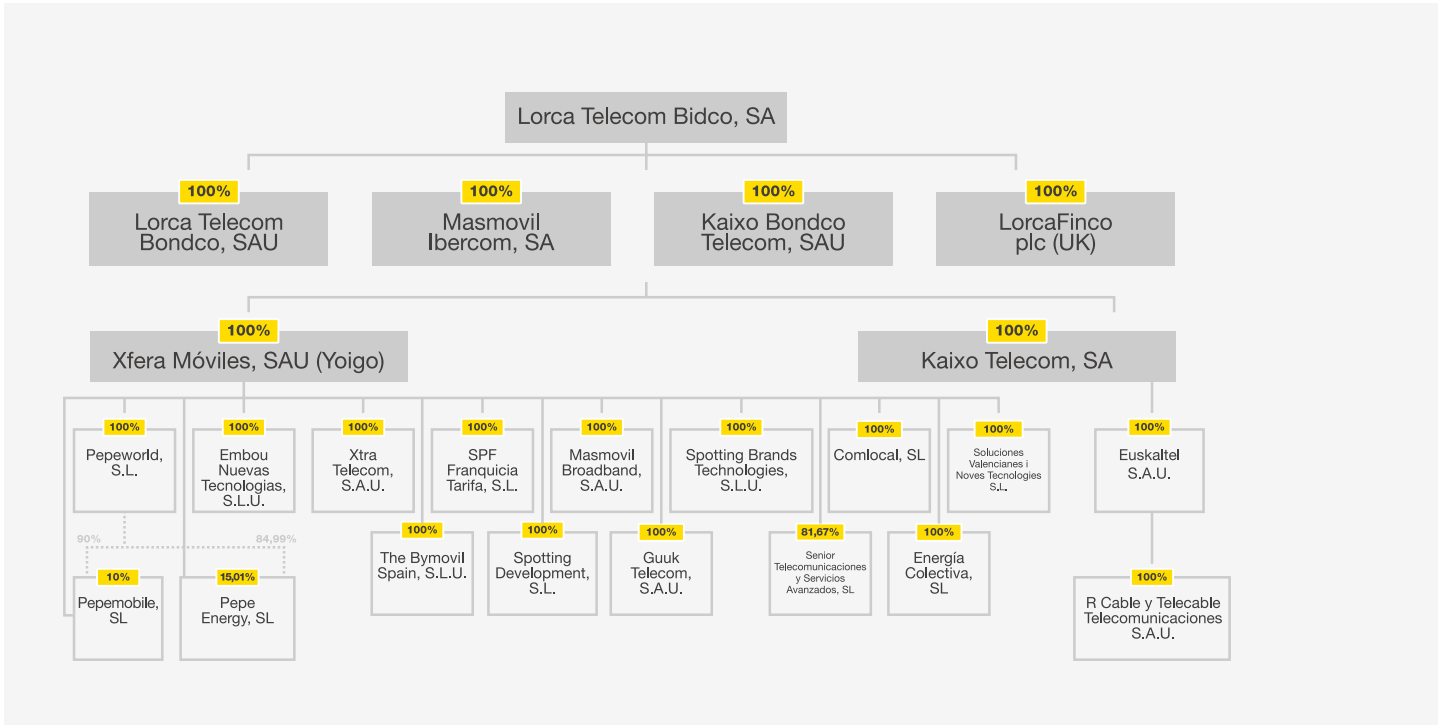 Lorca Telecom Bidco, SA
100%
Lorca Telecom
Bondco, SAU
100%
Masmovil
Ibercom, SA
100%
Kaixo Bondco
Telecom, SAU
100%
LorcaFinco
plc (UK)
100%
Xfera Móviles, SAU (Yoigo)
100%
Kaixo Telecom, SA
100%
Pepeworld,
S.L.
100%
Embou
Nuevas
Tecnologias,
S.L.U.
100%
Xtra
Telecom,
S.A.U.
100%
SPF
Franquicia
Tarifa, S.L.
100%
Masmovil
Broadband,
S.A.U.
100%
Spotting Brands
Technologies,
S.L.U.
100%
Comlocal, SL
100%
Soluciones
Valencianes i
Noves Tecnologies
S.L.
100%
Euskaltel
S.A.U.
90%
84,99%
10%
Pepemobile,
SL
15,01%
Pepe
Energy, SL
100%
The Bymovil
Spain, S.L.U.
100%
Spotting
Development,
S.L.
100%
Guuk
Telecom,
S.A.U.
81,67%
Senior
Telecomunicaciones
y Servicios
Avanzados, SL
100%
Energía
Colectiva,
SL
100%
R Cable y Telecable
Telecomunicaciones
S.A.U.